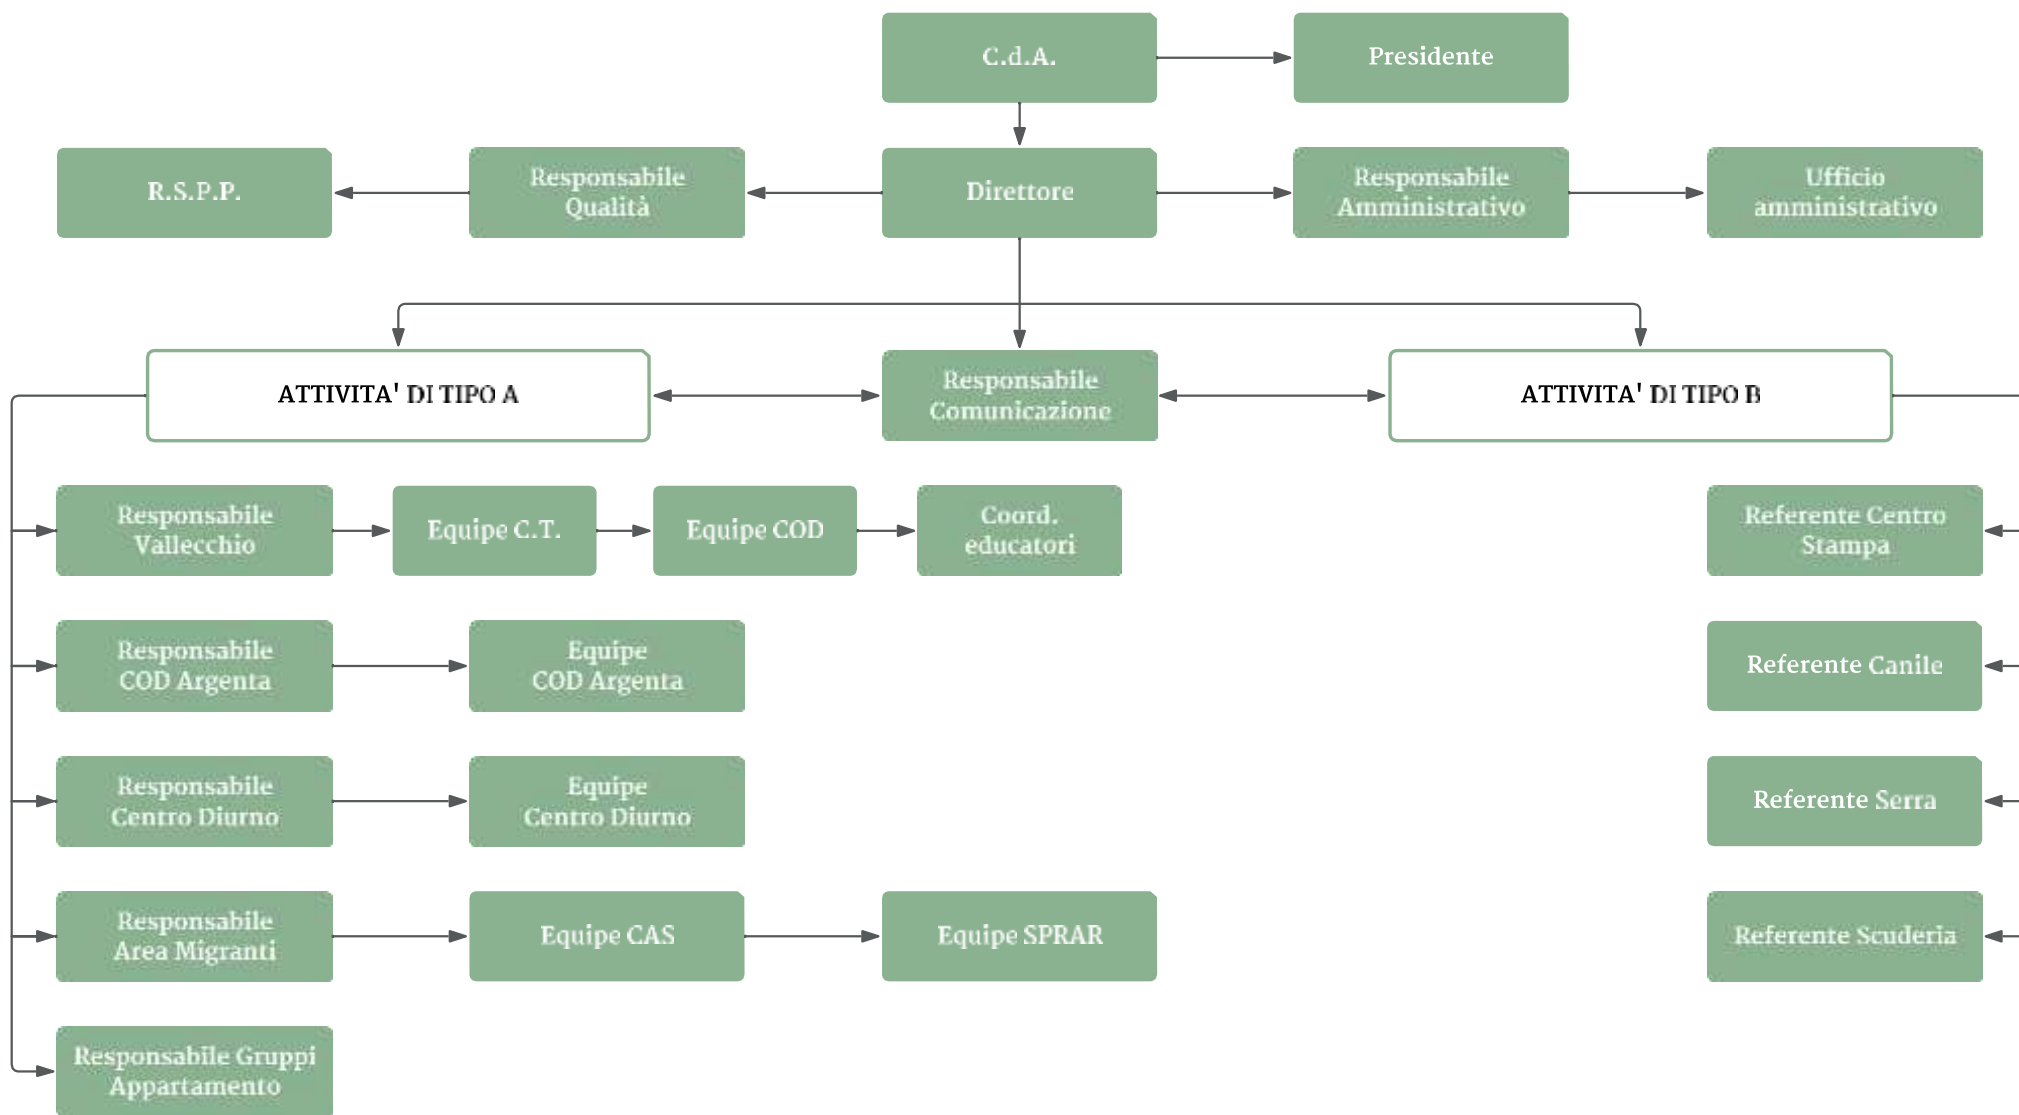 C.d.A.
Presidente
R.S.P.P.
Responsabile
Qualità
Direttore
Responsabile
Amministrativo
Ufficio
amministrativo
ATTIVITA' DI TIPO A
Responsabile
Comunicazione
ATTIVITA' DI TIPO B
Responsabile
Vallecchio
Equipe C.T.
Equipe COD
Coord.
educatori
Referente Centro
Stampa
Responsabile
COD Argenta
Equipe
COD Argenta
Referente Canile
Responsabile
Centro Diurno
Equipe
Centro Diurno
Referente Serra
Responsabile
Area Migranti
Equipe CAS
Equipe SPRAR
Referente Scuderia
Responsabile Gruppi
Appartamento